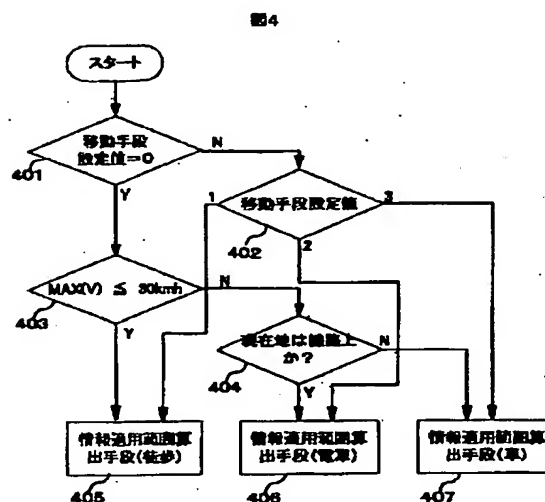 図4
スタート
移動手段
設定値=0
401
N
Y
移動手段設定値
1
3
2
402
MAX(V) ≦ 30kmh
N
403
Y
現在地は線路上
か?
N
404
Y
情報適用範囲算
出手段(徒歩)
405
情報適用範囲算
出手段(電車)
406
情報適用範囲算
出手段(車)
407